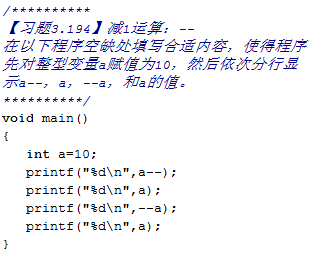 /**********
【习题3.194】减1运算：--
在以下程序空缺处填写合适内容，使得程序
先对整型变量a赋值为10，然后依次分行显
示a--，a，--a，和a的值。
**********/
void main()
{
    int a=10;
    printf("%d\n",a--);
    printf("%d\n",a);
    printf("%d\n",--a);
    printf("%d\n",a);
}